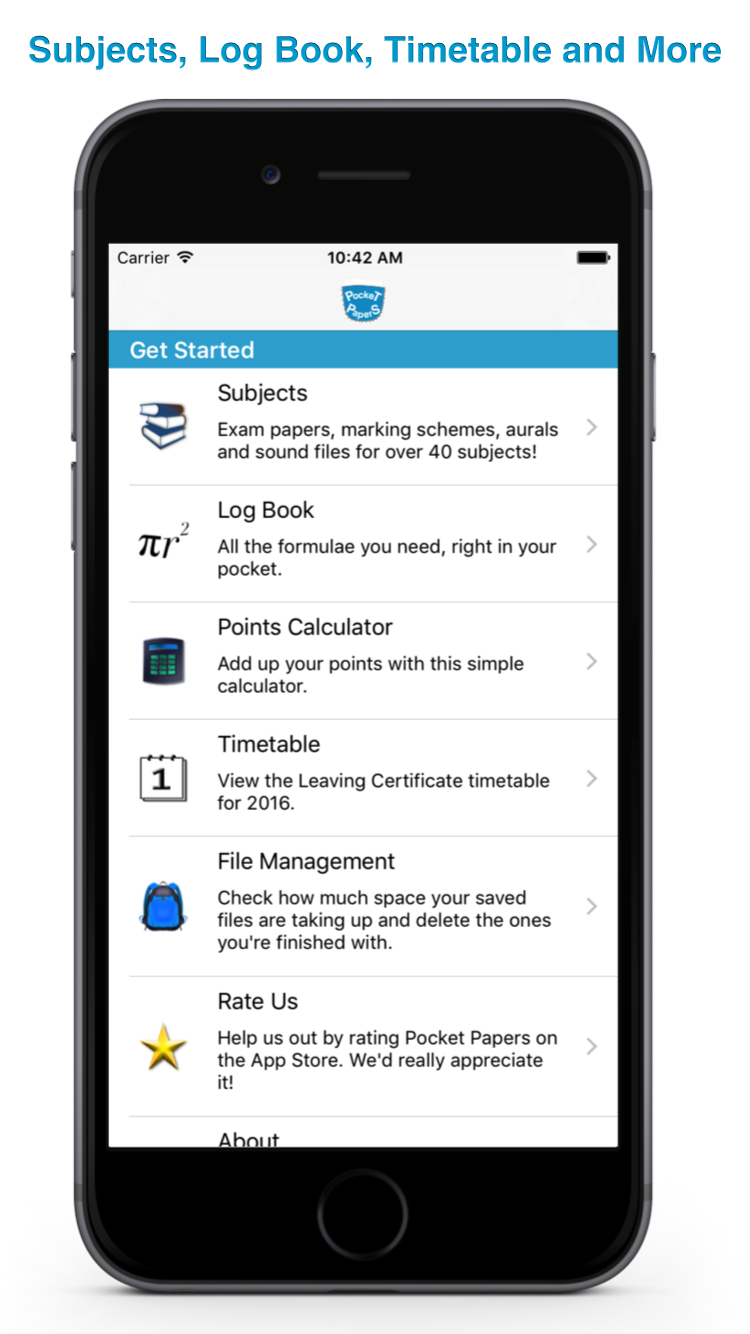 Subjects, Log Book, Timetable and More
Carrier 10:42 AM
PockeT
PaperS
Get Started
Subjects
Exam papers, marking schemes, aurals
and sound files for over 40 subjects!
πr²
Log Book
All the formulae you need, right in your
pocket.
Points Calculator
Add up your points with this simple
calculator.
1
Timetable
View the Leaving Certificate timetable
for 2016.
File Management
Check how much space your saved
files are taking up and delete the ones
you're finished with.
Rate Us
Help us out by rating Pocket Papers on
the App Store. We'd really appreciate
it!
About